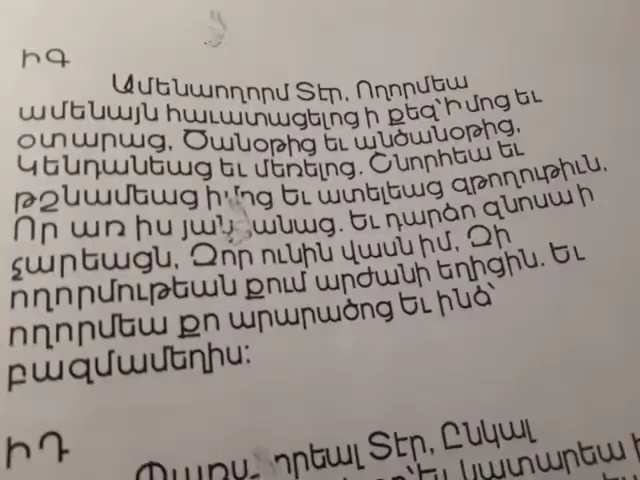 ԻԳ
Ամենաողորմ Տէր, Ողորմեա
ամենայն հաւատացելոց ի քեզ՝ Իմոց եւ
օտարաց, Ծանօթից եւ անծանօթից,
Կենդանեաց եւ մեռելոց. Շնորհեա եւ
թշնամեաց իմոց Եւ ատելեաց զթողութիւն,
Որ առ իս յանցանաց. Եւ դարձո զնոսա ի
չարեացն, Զոր ունին վասն իմ, Զի
ողորմութեան քում արժանի եղիցին. Եւ
ողորմեա քո արարածոց Եւ ինձ՝
բազմամեղիս:
ԻԴ
Տէր, Ընկալ
Եւ կատարեա